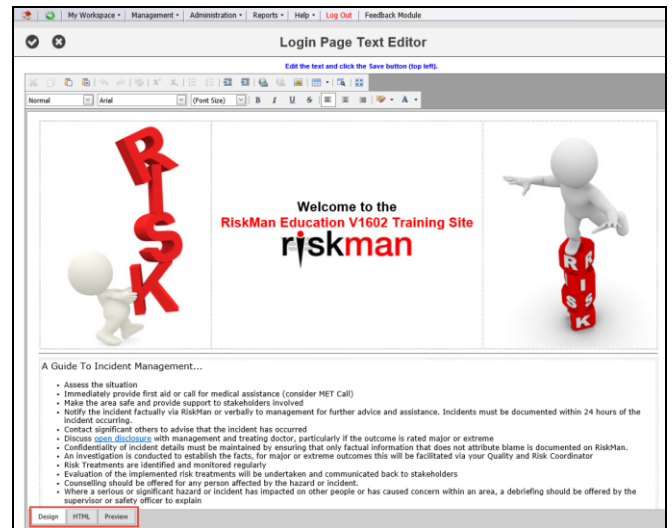 My Workspace Management Administration Reports Help Log Out Feedback Module
Login Page Text Editor
Edit the text and click the Save button (top left).
Normal Arial (Font Size) B I U S A
RISK
Welcome to the
RiskMan Education V1602 Training Site
riskman
R R
I
I S S
K
A Guide To Incident Management...
Assess the situation
Immediately provide first aid or call for medical assistance (consider MET Call)
Make the area safe and provide support to stakeholders involved
Notify the incident factually via RiskMan or verbally to management for further advice and assistance. Incidents must be documented within 24 hours of the
incident occurring.
Contact significant others to advise that the incident has occurred
Discuss open disclosure with management and treating doctor, particularly if the outcome is rated major or extreme
Confidentiality of incident details must be maintained by ensuring that only factual information that does not attribute blame is documented on RiskMan.
An investigation is conducted to establish the facts, for major or extreme outcomes this will be facilitated via your Quality and Risk Coordinator
Risk Treatments are identified and monitored regularly
Evaluation of the implemented risk treatments will be undertaken and communicated back to stakeholders
Counselling should be offered for any person affected by the hazard or incident.
Where a serious or significant hazard or incident has impacted on other people or has caused concern within an area, a debriefing should be offered by the
supervisor or safety officer to explain
Design HTML Preview